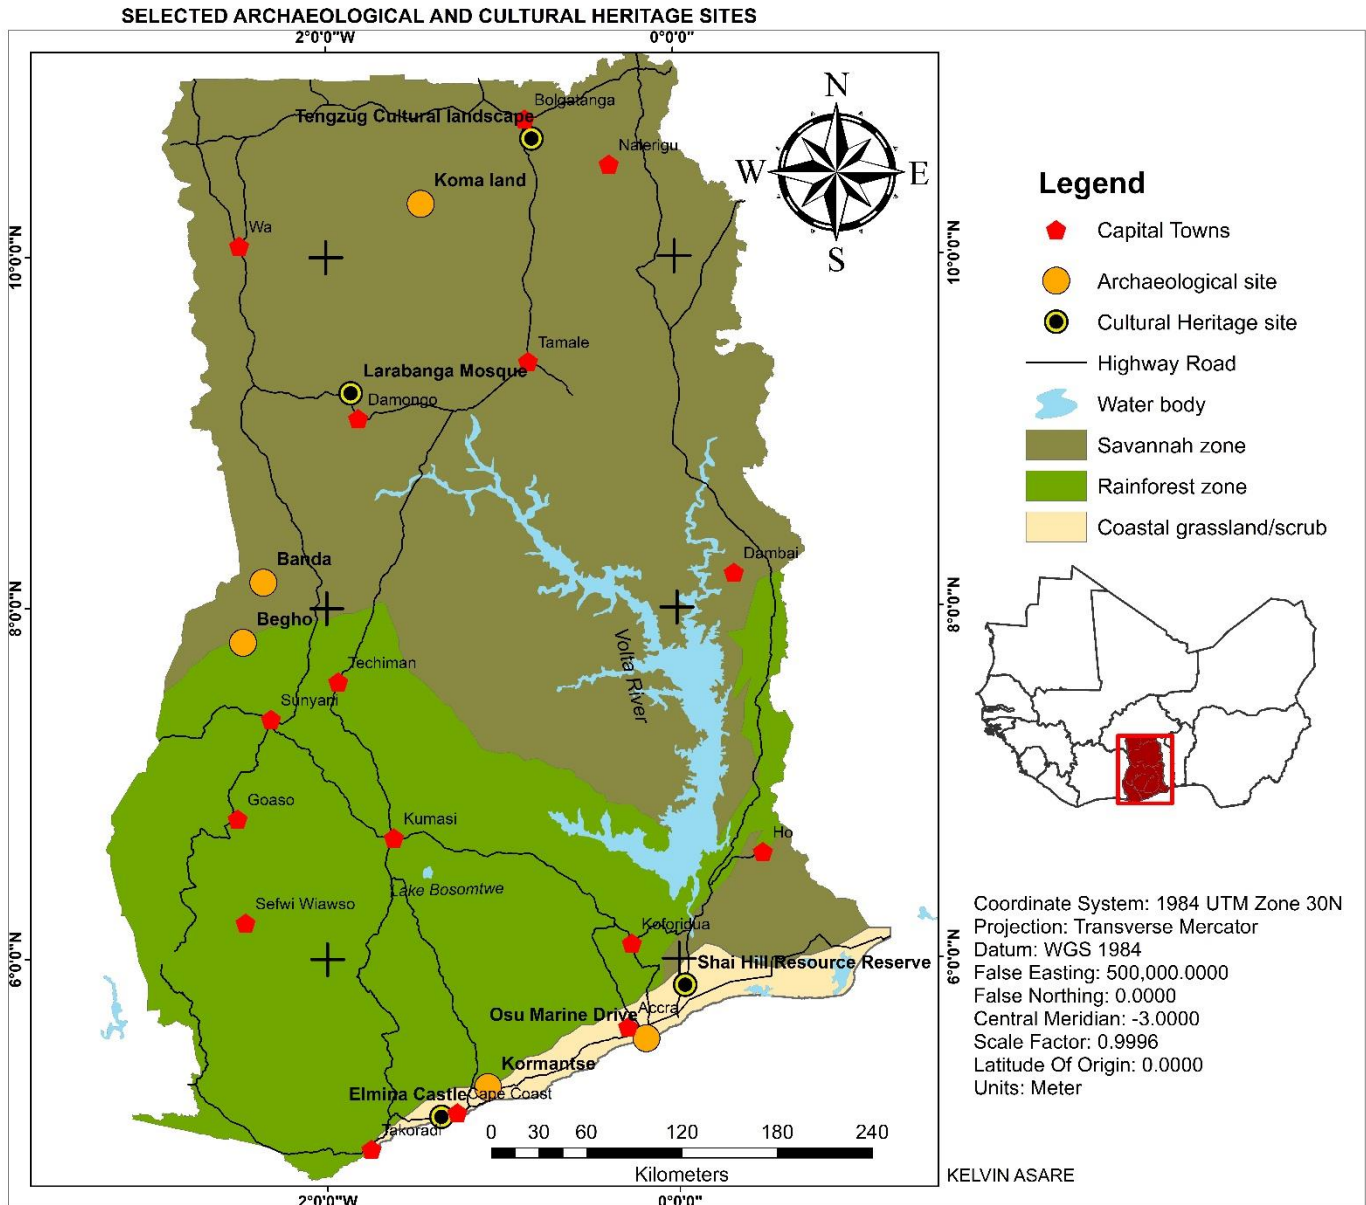 SELECTED ARCHAEOLOGICAL AND CULTURAL HERITAGE SITES
2°0'0"W
0°0'0"
Bolgatanga
Tengzug Cultural landscape
Nalerigu
Koma land
Wa
10°0'0"N
10°0'0"N
Tamale
Larabanga Mosque
Damongo
Banda
Dambai
8°0'0"N
8°0'0"N
Begho
Techiman
Volta River
Sunyani
Goaso
Kumasi
Ho
Lake Bosomtwe
Sefwi Wiawso
Koforidua
6°0'0"N
6°0'0"N
Shai Hill Resource Reserve
Osu Marine Drive
Accra
Kormantse
Elmina Castle
Cape Coast
Takoradi
0 30 60 120 180 240
Kilometers
2°0'0"W
0°0'0"
N
W
E
S
Legend
Capital Towns
Archaeological site
Cultural Heritage site
Highway Road
Water body
Savannah zone
Rainforest zone
Coastal grassland/scrub
Coordinate System: 1984 UTM Zone 30N
Projection: Transverse Mercator
Datum: WGS 1984
False Easting: 500,000.0000
False Northing: 0.0000
Central Meridian: -3.0000
Scale Factor: 0.9996
Latitude Of Origin: 0.0000
Units: Meter
KELVIN ASARE